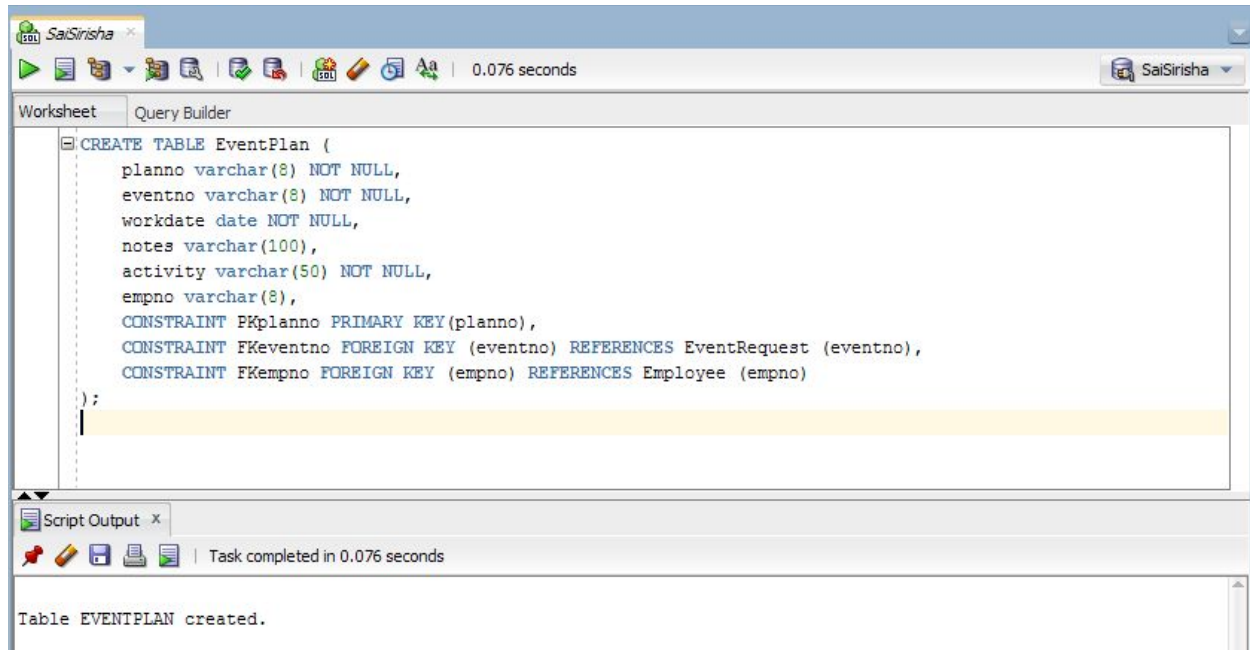 SaiSirisha
0.076 seconds
SaiSirisha
Worksheet
Query Builder
CREATE TABLE EventPlan (
planno varchar(8) NOT NULL,
eventno varchar(8) NOT NULL,
workdate date NOT NULL,
notes varchar(100),
activity varchar(50) NOT NULL,
empno varchar(8),
CONSTRAINT PKplanno PRIMARY KEY(planno),
CONSTRAINT FKeventno FOREIGN KEY (eventno) REFERENCES EventRequest (eventno),
CONSTRAINT FKempno FOREIGN KEY (empno) REFERENCES Employee (empno)
);
Script Output
Task completed in 0.076 seconds
Table EVENTPLAN created.